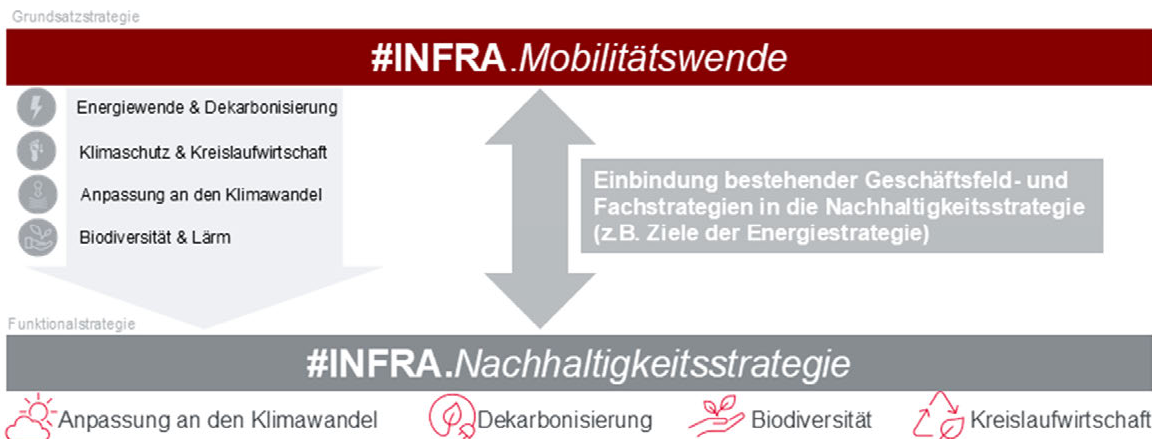 Grundsatzstrategie
#INFRA.Mobilitätswende
Energiewende & Dekarbonisierung
Klimaschutz & Kreislaufwirtschaft
Anpassung an den Klimawandel
Biodiversität & Lärm
Einbindung bestehender Geschäftsfeld- und
Fachstrategien in die Nachhaltigkeitsstrategie
(z.B. Ziele der Energiestrategie)
Funktionalstrategie
#INFRA.Nachhaltigkeitsstrategie
Anpassung an den Klimawandel
Dekarbonisierung
Biodiversität
Kreislaufwirtschaft